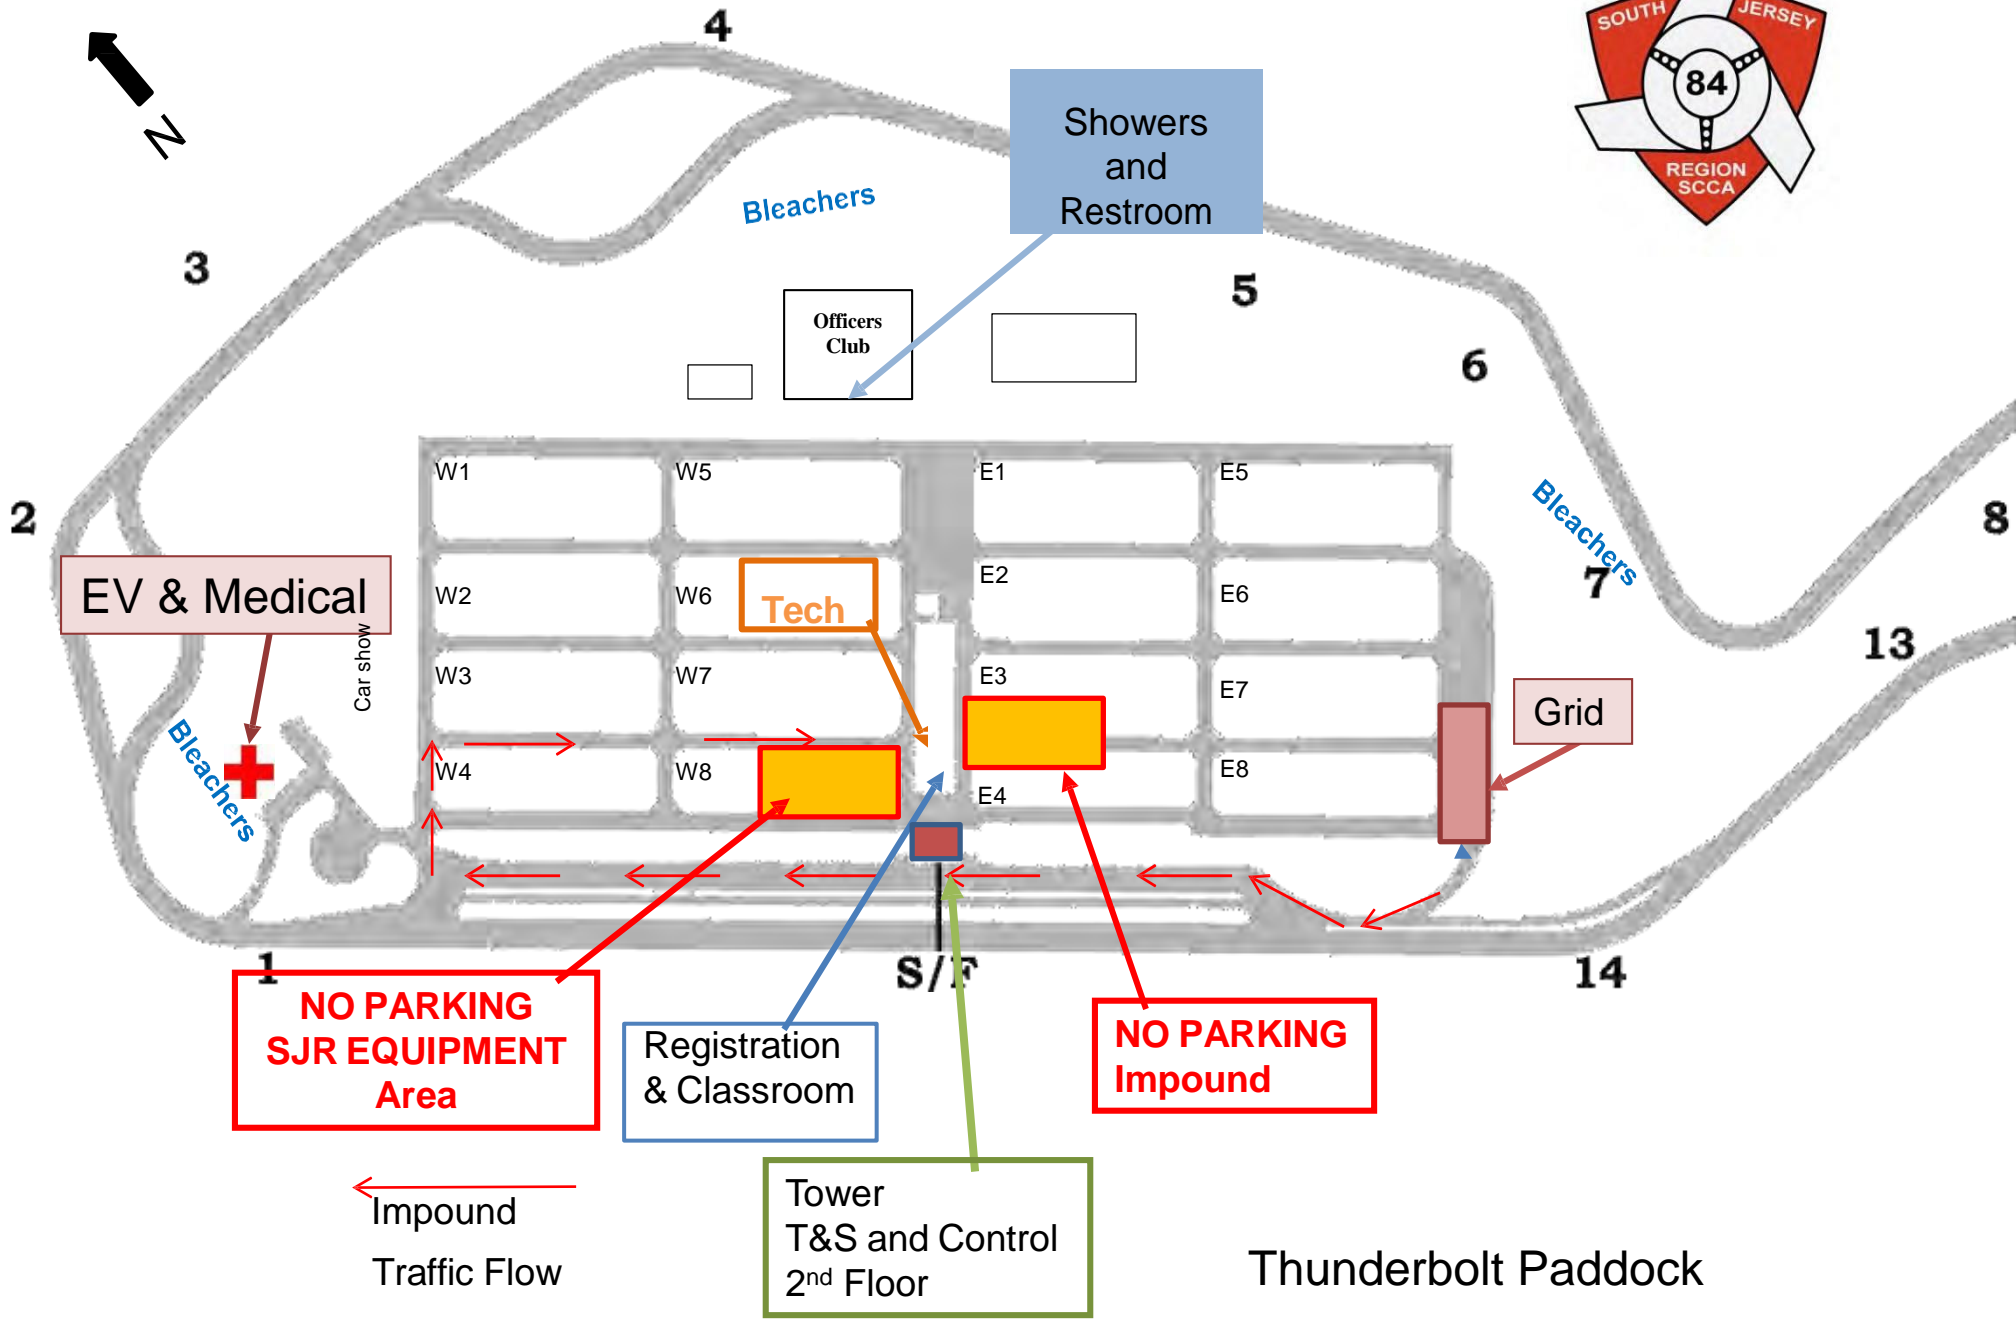 4
SOUTH
JERSEY
84
REGION
SCCA
N
Showers
and
Restroom
Bleachers
3
5
Officers
Club
6
W1
W5
E1
E5
2
Bleachers
8
EV & Medical
W2
W6
Tech
E2
E6
7
Car show
13
W3
W7
E3
E7
Grid
Bleachers
W4
W8
E4
E8
1
S/F
14
NO PARKING
SJR EQUIPMENT
Area
Registration
& Classroom
NO PARKING
Impound
Impound
Traffic Flow
Tower
T&S and Control
2nd Floor
Thunderbolt Paddock